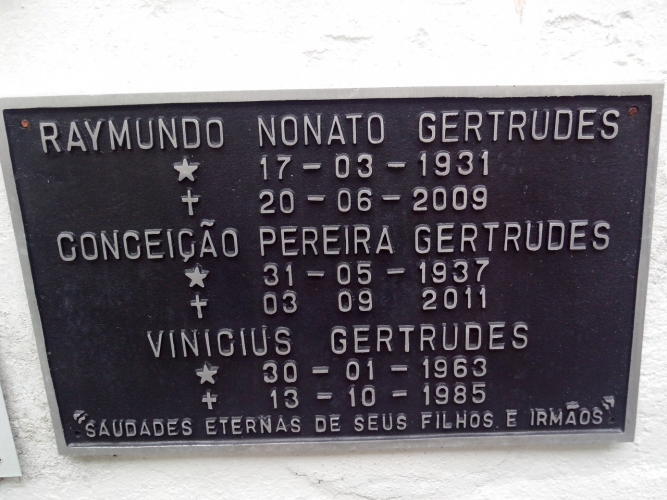 RAYMUNDO NONATO GERTRUDES
★ 17-03-1931
✝ 20-06-2009
CONCEIÇÃO PEREIRA GERTRUDES
★ 31-05-1937
✝ 03 09 2011
VINICIUS GERTRUDES
★ 30-01-1963
✝ 13-10-1985
"SAUDADES ETERNAS DE SEUS FILHOS E IRMÃOS"